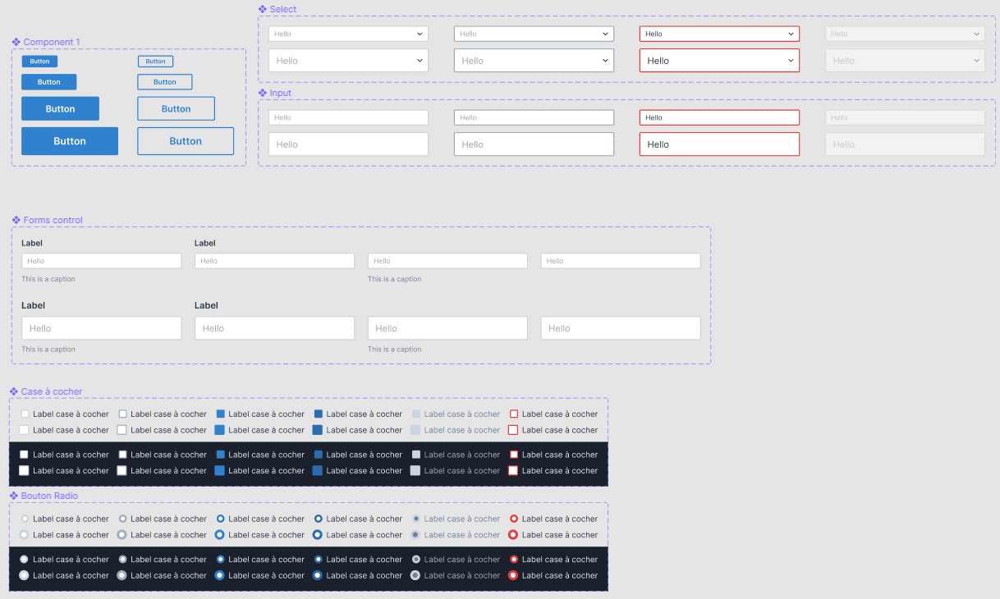 Component 1
Button Button
Button Button
Button Button
Button Button
Select
Hello Hello Hello Hello
Hello Hello Hello Hello
Input
Hello Hello Hello Hello
Hello Hello Hello Hello
Forms control
Label Label
Hello Hello Hello Hello
This is a caption This is a caption
Label Label
Hello Hello Hello Hello
This is a caption This is a caption
Case à cocher
Label case à cocher Label case à cocher Label case à cocher Label case à cocher Label case à cocher Label case à cocher
Label case à cocher Label case à cocher Label case à cocher Label case à cocher Label case à cocher Label case à cocher
Label case à cocher Label case à cocher Label case à cocher Label case à cocher Label case à cocher Label case à cocher
Label case à cocher Label case à cocher Label case à cocher Label case à cocher Label case à cocher Label case à cocher
Bouton Radio
Label case à cocher Label case à cocher Label case à cocher Label case à cocher Label case à cocher Label case à cocher
Label case à cocher Label case à cocher Label case à cocher Label case à cocher Label case à cocher Label case à cocher
Label case à cocher Label case à cocher Label case à cocher Label case à cocher Label case à cocher Label case à cocher
Label case à cocher Label case à cocher Label case à cocher Label case à cocher Label case à cocher Label case à cocher